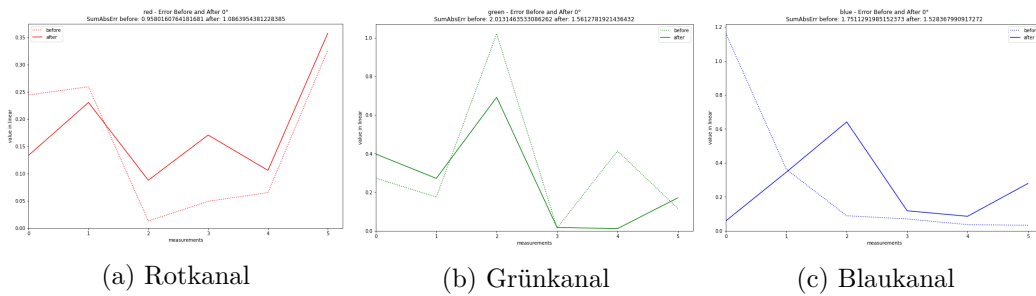 red - Error Before and After 0°
SumAbsErr before: 0.9580160764181681 after: 1.0863954381228385
before
after
value in linear
0.35
0.30
0.25
0.20
0.15
0.10
0.05
0.00
0 1 2 3 4 5
measurements
(a) Rotkanal
green - Error Before and After 0°
SumAbsErr before: 2.0131463533086262 after: 1.5612781921436432
before
after
value in linear
1.0
0.8
0.6
0.4
0.2
0.0
0 1 2 3 4 5
measurements
(b) Grünkanal
blue - Error Before and After 0°
SumAbsErr before: 1.7511291985152373 after: 1.528367990917272
before
after
value in linear
1.2
1.0
0.8
0.6
0.4
0.2
0.0
0 1 2 3 4 5
measurements
(c) Blaukanal